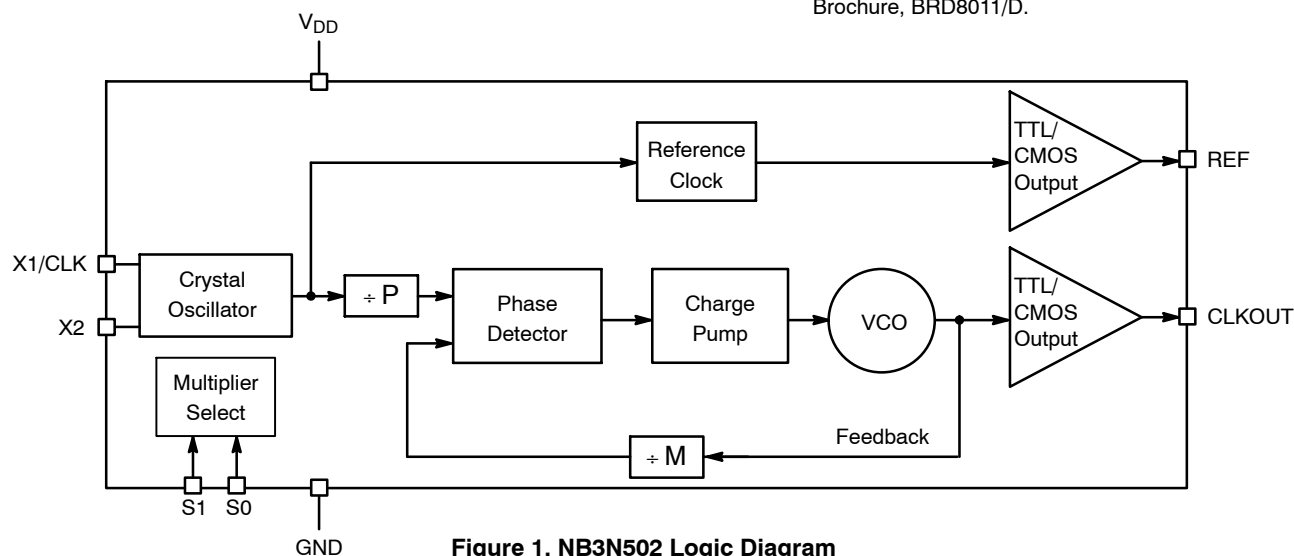 Brochure, BRD8011/D.
VDD
TTL/
CMOS
Output
Reference
Clock
REF
X1/CLK
Crystal
Oscillator
X2
÷ P
Phase
Detector
Charge
Pump
VCO
TTL/
CMOS
Output
CLKOUT
Multiplier
Select
Feedback
÷ M
S1 S0
GND
Figure 1. NB3N502 Logic Diagram